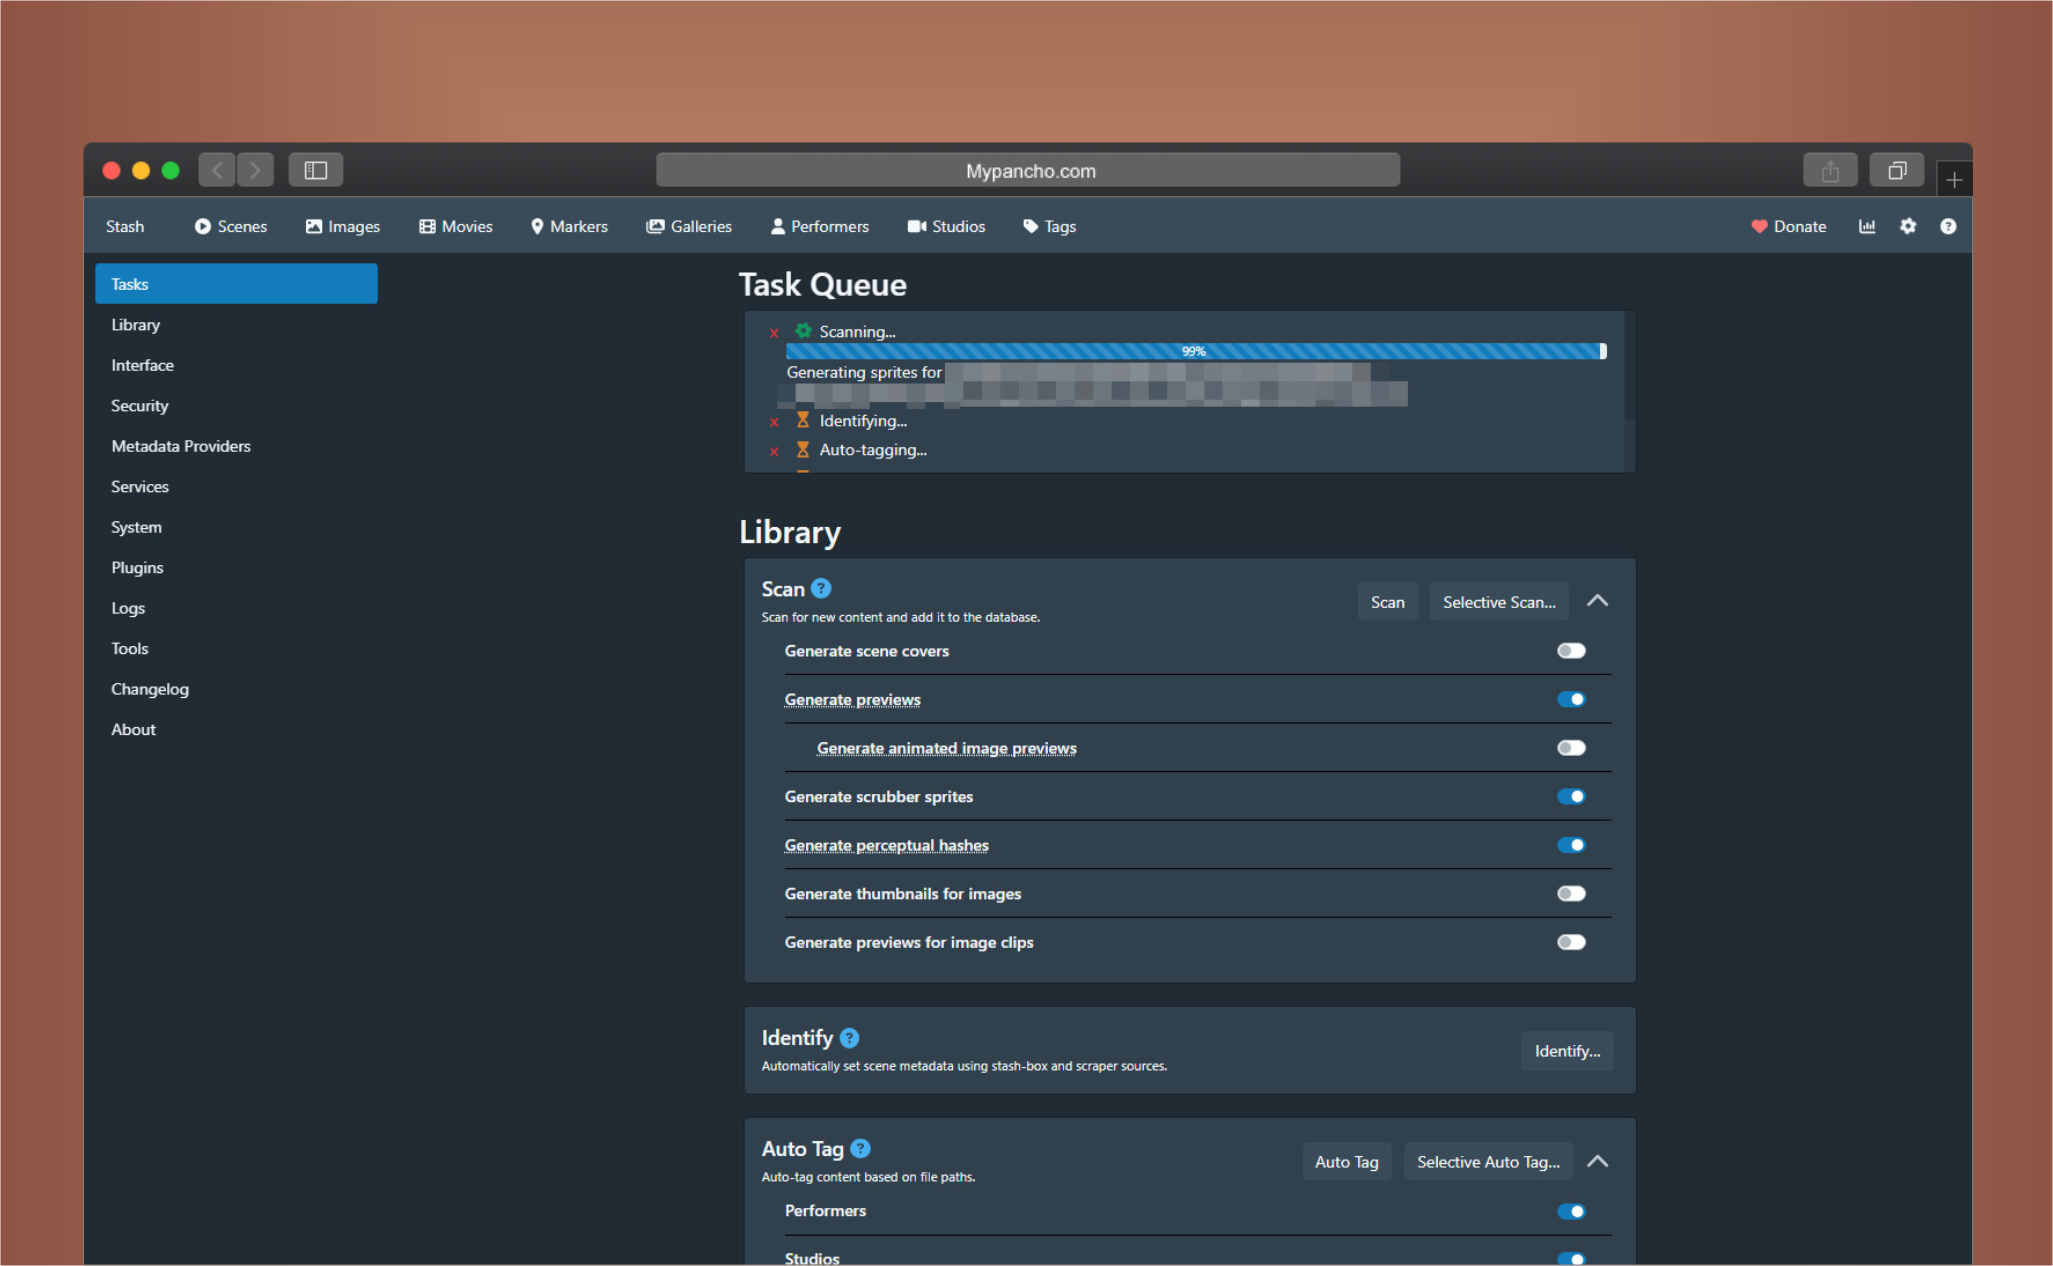 Mypancho.com
Stash Scenes Images Movies Markers Galleries Performers Studios Tags Donate
Tasks
Library
Interface
Security
Metadata Providers
Services
System
Plugins
Logs
Tools
Changelog
About
Task Queue
Scanning...
99%
Generating sprites for
Identifying...
Auto-tagging...
Library
Scan
Scan for new content and add it to the database.
Scan Selective Scan...
Generate scene covers
Generate previews
Generate animated image previews
Generate scrubber sprites
Generate perceptual hashes
Generate thumbnails for images
Generate previews for image clips
Identify
Automatically set scene metadata using stash-box and scraper sources.
Identify...
Auto Tag
Auto-tag content based on file paths.
Auto Tag Selective Auto Tag...
Performers
Studios